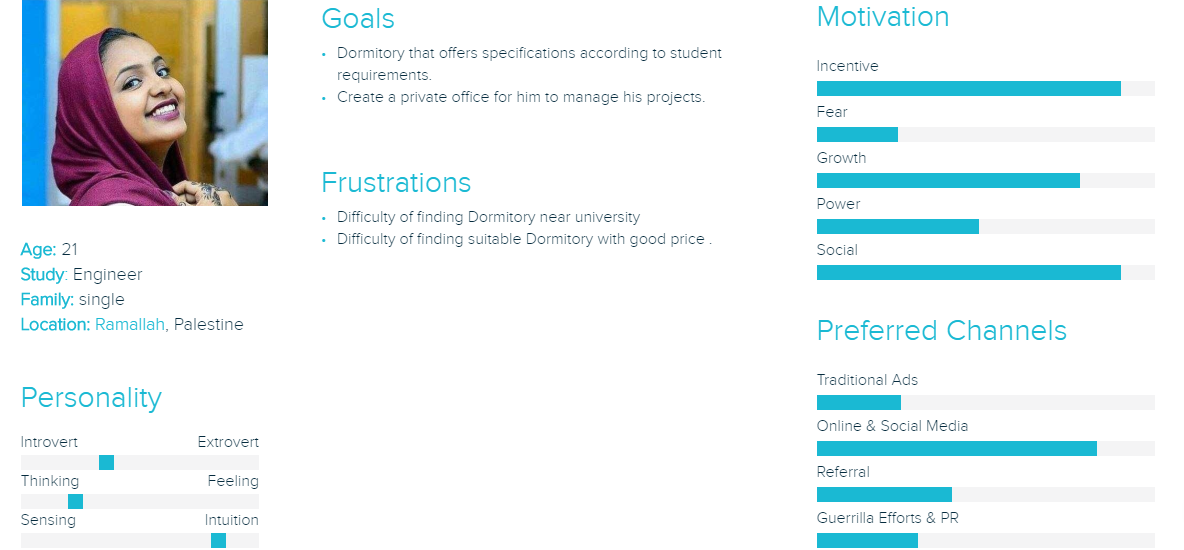 Age: 21
Study: Engineer
Family: single
Location: Ramallah, Palestine
Personality
Introvert Extrovert
Thinking Feeling
Sensing Intuition
Goals
• Dormitory that offers specifications according to student
requirements.
• Create a private office for him to manage his projects.
Frustrations
• Difficulty of finding Dormitory near university
• Difficulty of finding suitable Dormitory with good price .
Motivation
Incentive
Fear
Growth
Power
Social
Preferred Channels
Traditional Ads
Online & Social Media
Referral
Guerrilla Efforts & PR